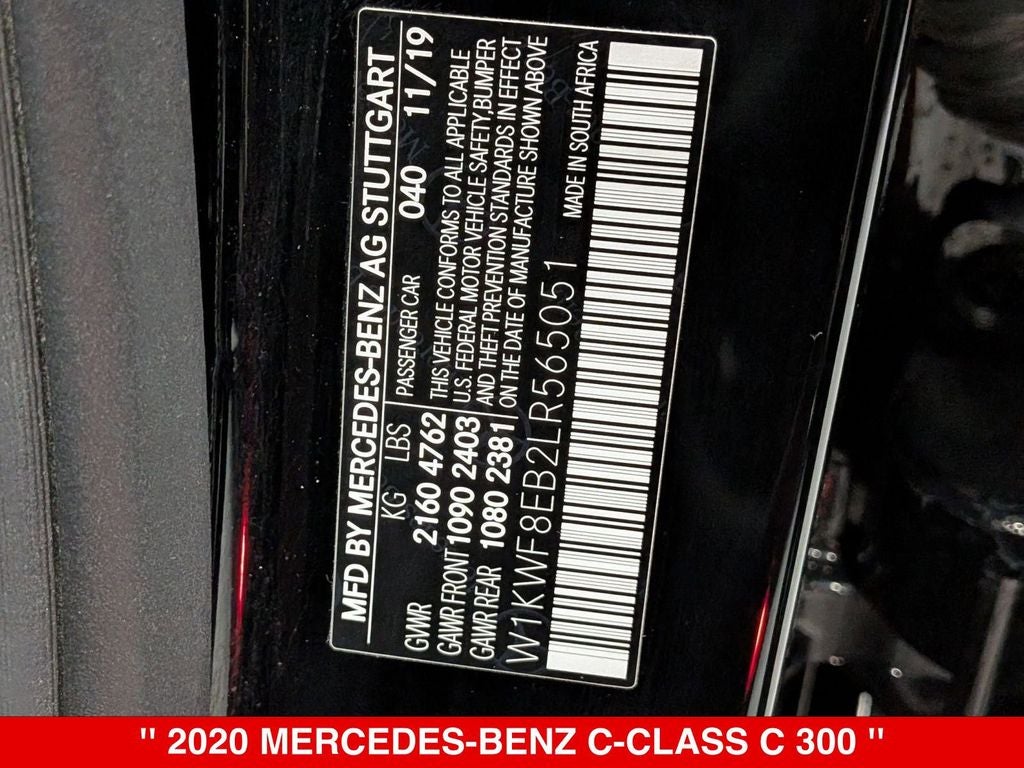 MFD BY MERCEDES-BENZ AG STUTTGART
KG LBS PASSENGER CAR 040 11/19
GVWR 2160 4762 THIS VEHICLE CONFORMS TO ALL APPLICABLE
GAWR FRONT 1090 2403 U.S. FEDERAL MOTOR VEHICLE SAFETY,BUMPER
GAWR REAR 1080 2381 AND THEFT PREVENTION STANDARDS IN EFFECT
ON THE DATE OF MANUFACTURE SHOWN ABOVE
W1KWF8EB2LR565051 MADE IN SOUTH AFRICA
" 2020 MERCEDES-BENZ C-CLASS C 300 "